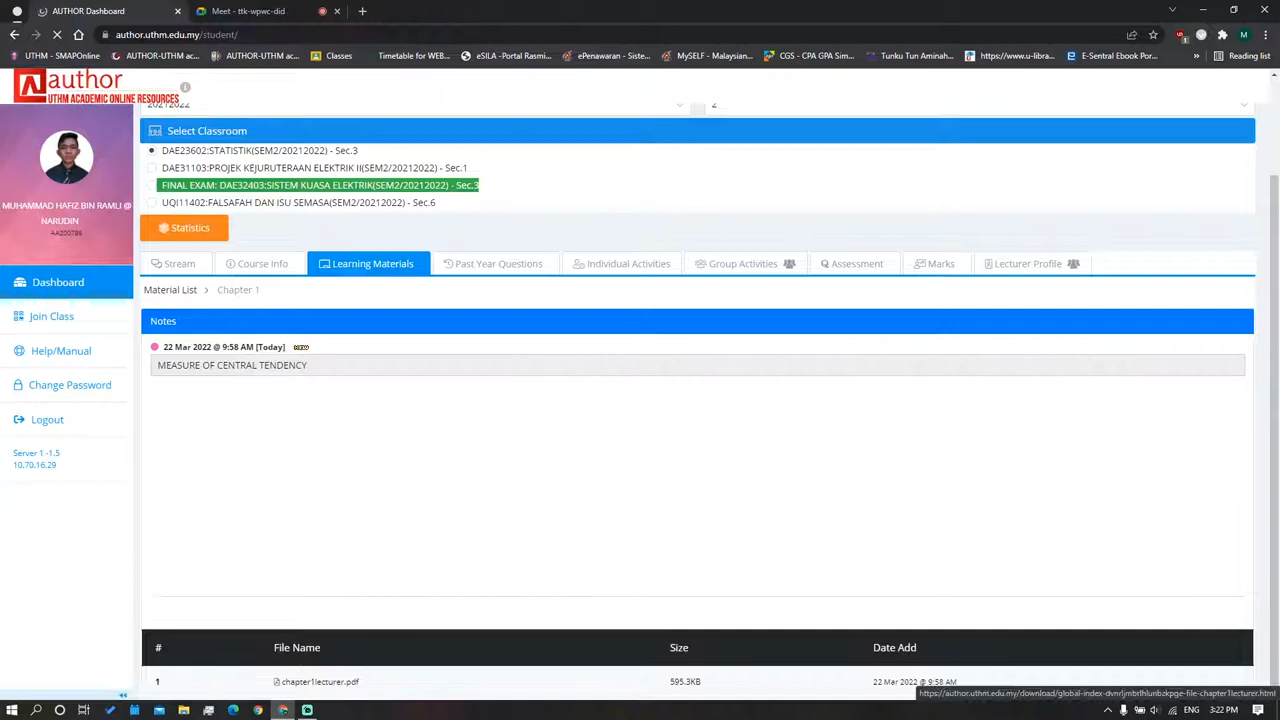 AUTHOR Dashboard
Meet - ttk-wpwc-did
author.uthm.edu.my/student/
UTHM - SMAPOnline
AUTHOR-UTHM ac...
AUTHOR-UTHM ac...
Classes
Timetable for WEB...
eSILA -Portal Rasmi...
ePenawaran - Siste...
MySELF - Malaysian...
CGS - CPA GPA Sim...
Tunku Tun Aminah...
https://www.u-libra...
E-Sentral Ebook Por...
»
Reading list
author
UTHM ACADEMIC ONLINE RESOURCES
20212022
2
Select Classroom
DAE23602:STATISTIK(SEM2/20212022) - Sec.3
DAE31103:PROJEK KEJURUTERAAN ELEKTRIK II(SEM2/20212022) - Sec.1
FINAL EXAM: DAE32403:SISTEM KUASA ELEKTRIK(SEM2/20212022) - Sec.3
UQI11402:FALSAFAH DAN ISU SEMASA(SEM2/20212022) - Sec.6
Statistics
MUHAMMAD HAFIZ BIN RAMLI @
NARUDIN
AA200786
Dashboard
Join Class
Help/Manual
Change Password
Logout
Server 1 -1.5
10.70.16.29
Stream
Course Info
Learning Materials
Past Year Questions
Individual Activities
Group Activities
Assessment
Marks
Lecturer Profile
Material List > Chapter 1
Notes
22 Mar 2022 @ 9:58 AM [Today]
MEASURE OF CENTRAL TENDENCY
# File Name Size Date Add
1 chapter1lecturer.pdf 595.3KB 22 Mar 2022 @ 9:58 AM
ENG
3:22 PM